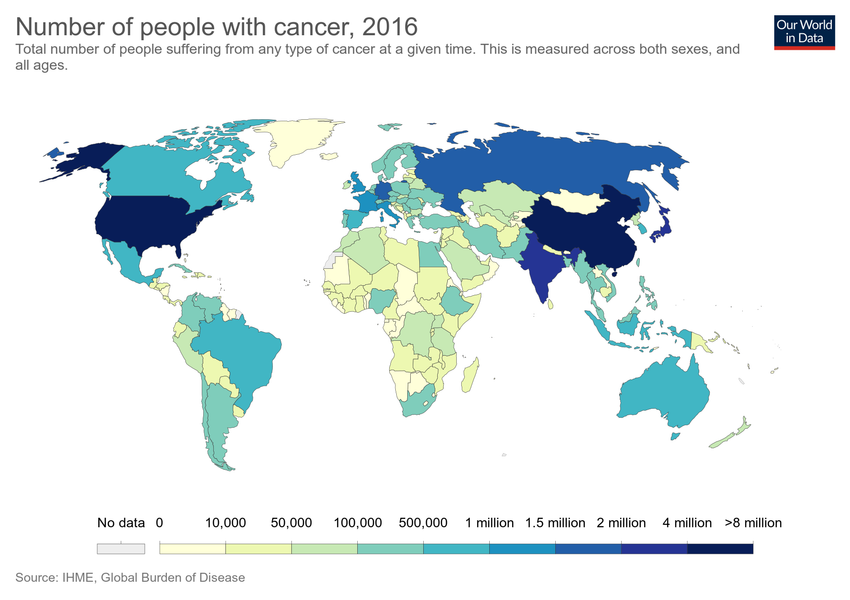 Number of people with cancer, 2016
Our World
in Data
Total number of people suffering from any type of cancer at a given time. This is measured across both sexes, and
all ages.
No data 0 10,000 50,000 100,000 500,000 1 million 1.5 million 2 million 4 million >8 million
Source: IHME, Global Burden of Disease